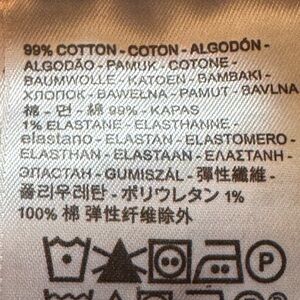 99% COTTON - COTON - ALGODÓN -
ALGODÃO - PAMUK - COTONE -
BAUMWOLLE - KATOEN - BAMBAKI -
ХЛОПОК - BAWEŁNA - PAMUT - BAVLNA
棉 - 면 - 綿 99% - KAPAS
1% ELASTANE - ELASTHANNE -
elastano - ELASTAN - ELASTOMERO -
ELASTHAN - ELASTAAN - ΕΛΑΣΤΑΝΗ -
ЭЛАСТАН - GUMISZÁL - 彈性纖維 -
폴리우레탄 - ポリウレタン 1%
100% 棉 弹性纤维除外
P